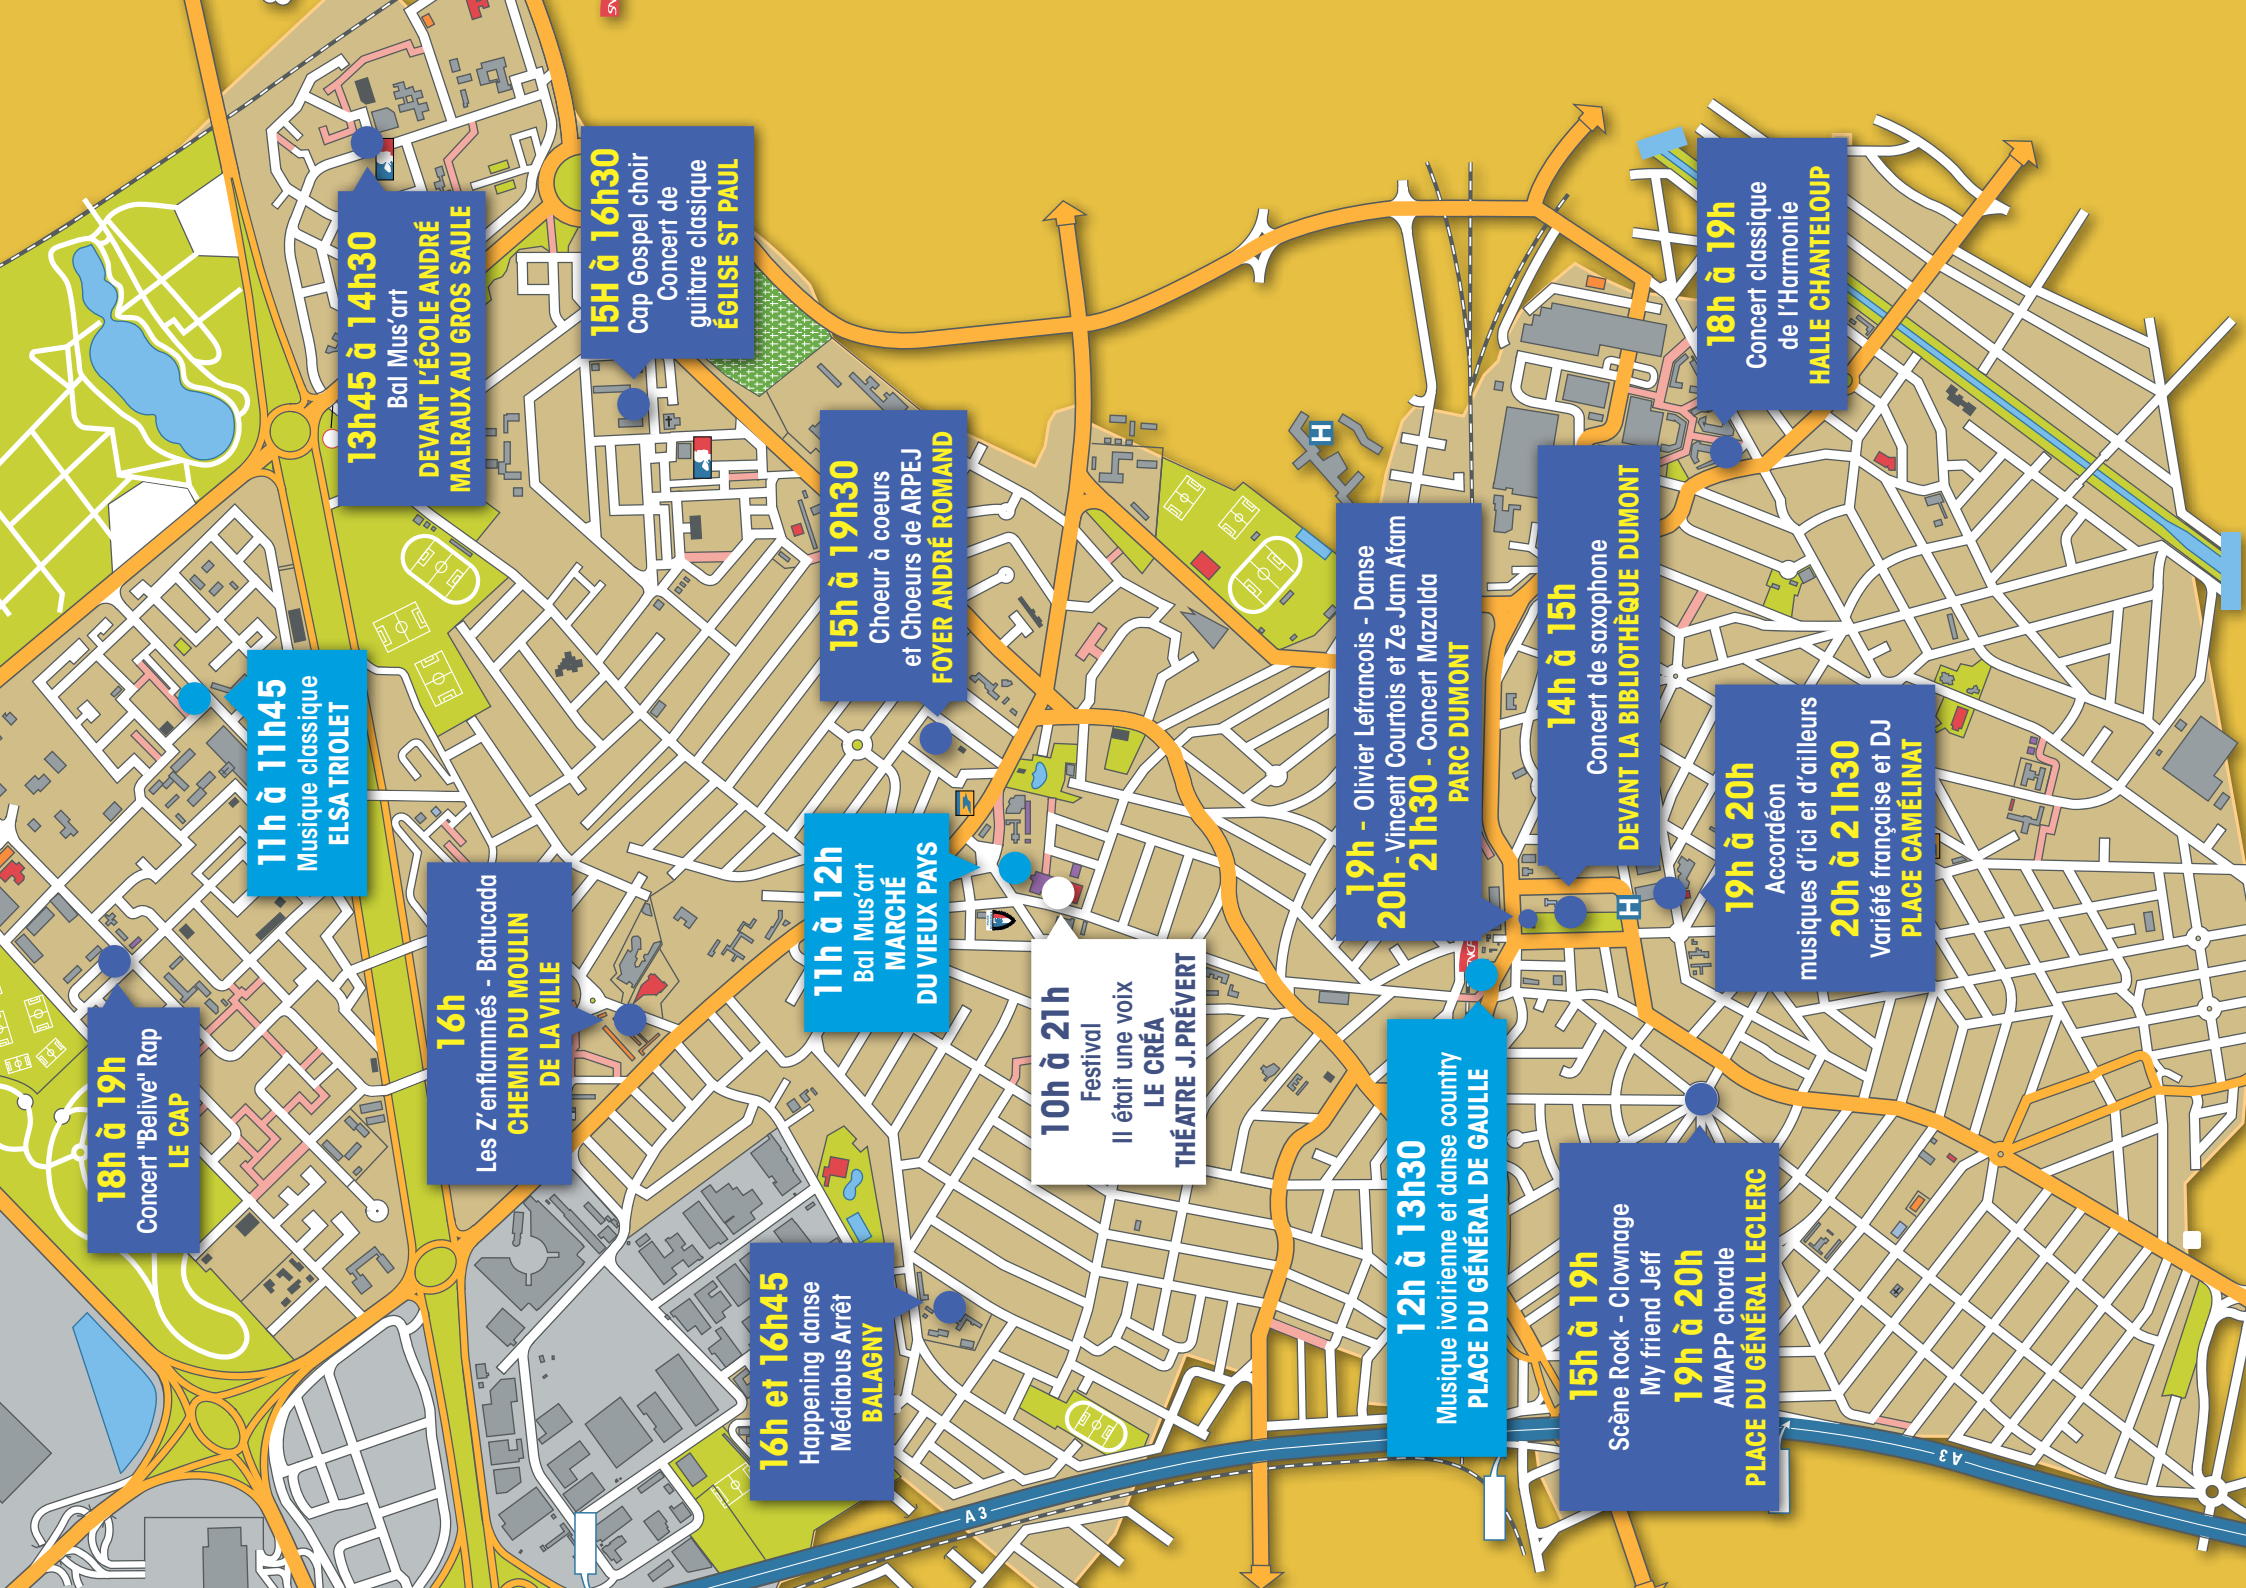 13h45 à 14h30
Bal Mus'art
DEVANT L'ÉCOLE ANDRÉ
MALRAUX AU GROS SAULE
15H à 16h30
Cap Gospel choir
Concert de
guitare clasique
ÉGLISE ST PAUL
18h à 19h
Concert classique
de l'Harmonie
HALLE CHANTELOUP
15h à 19h30
Choeur à coeurs
et Choeurs de ARPEJ
FOYER ANDRÉ ROMAND
H
19h - Olivier Lefrancois - Danse
20h - Vincent Courtois et Ze Jam Afam
21h30 - Concert Mazalda
PARC DUMONT
14h à 15h
Concert de saxophone
DEVANT LA BIBLIOTHÈQUE DUMONT
11h à 11h45
Musique classique
ELSA TRIOLET
19h à 20h
Accordéon
musiques d'ici et d'ailleurs
20h à 21h30
Variété française et DJ
PLACE CAMÉLINAT
H
16h
Les Z'enflammés - Batucada
CHEMIN DU MOULIN
DE LA VILLE
11h à 12h
Bal Mus'art
MARCHÉ
DU VIEUX PAYS
18h à 19h
Concert "Belive" Rap
LE CAP
10h à 21h
Festival
Il était une voix
LE CRÉA
THÉATRE J.PRÉVERT
SNCF
12h à 13h30
Musique ivoirienne et danse country
PLACE DU GÉNÉRAL DE GAULLE
15h à 19h
Scène Rock - Clownage
My friend Jeff
19h à 20h
AMAPP chorale
PLACE DU GÉNÉRAL LECLERC
16h et 16h45
Happening danse
Médiabus Arrêt
BALAGNY
A 3
A 3